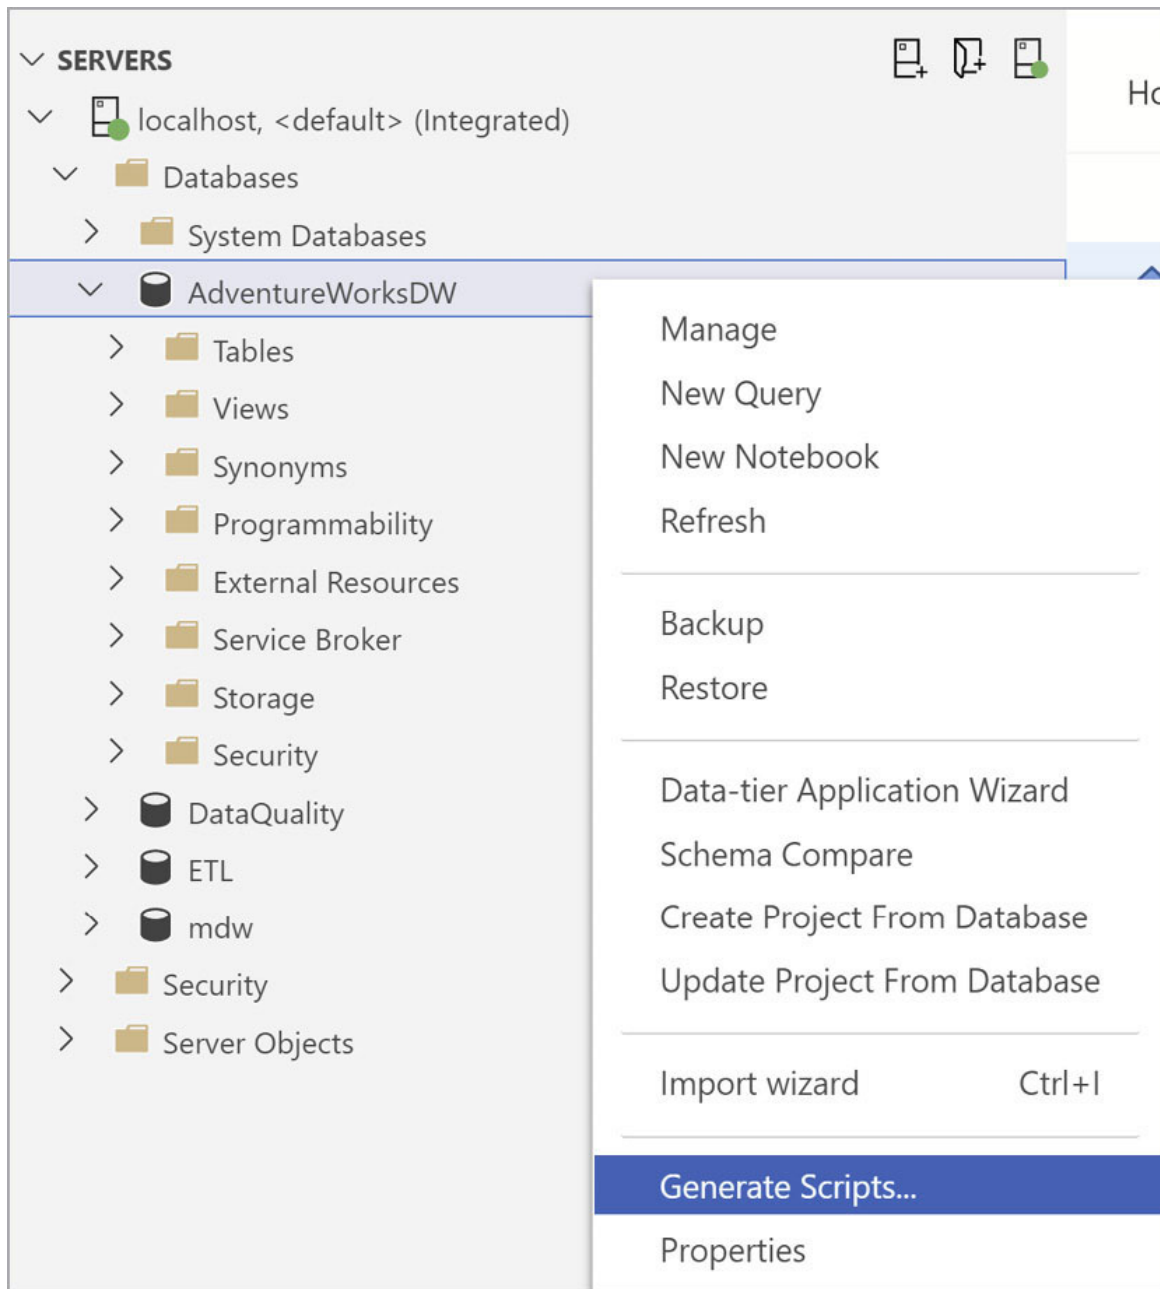 SERVERS
localhost, <default> (Integrated)
Databases
System Databases
AdventureWorksDW
Tables
Views
Synonyms
Programmability
External Resources
Service Broker
Storage
Security
DataQuality
ETL
mdw
Security
Server Objects
Manage
New Query
New Notebook
Refresh
Backup
Restore
Data-tier Application Wizard
Schema Compare
Create Project From Database
Update Project From Database
Import wizard Ctrl+I
Generate Scripts...
Properties